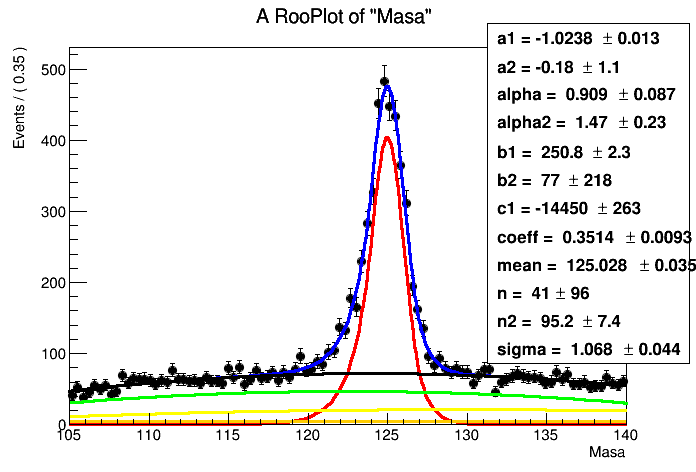 A RooPlot of "Masa"
Events / ( 0.35 )
500
400
300
200
100
0
105 110 115 120 125 130 135 140
Masa
a1 = -1.0238 ± 0.013
a2 = -0.18 ± 1.1
alpha = 0.909 ± 0.087
alpha2 = 1.47 ± 0.23
b1 = 250.8 ± 2.3
b2 = 77 ± 218
c1 = -14450 ± 263
coeff = 0.3514 ± 0.0093
mean = 125.028 ± 0.035
n = 41 ± 96
n2 = 95.2 ± 7.4
sigma = 1.068 ± 0.044